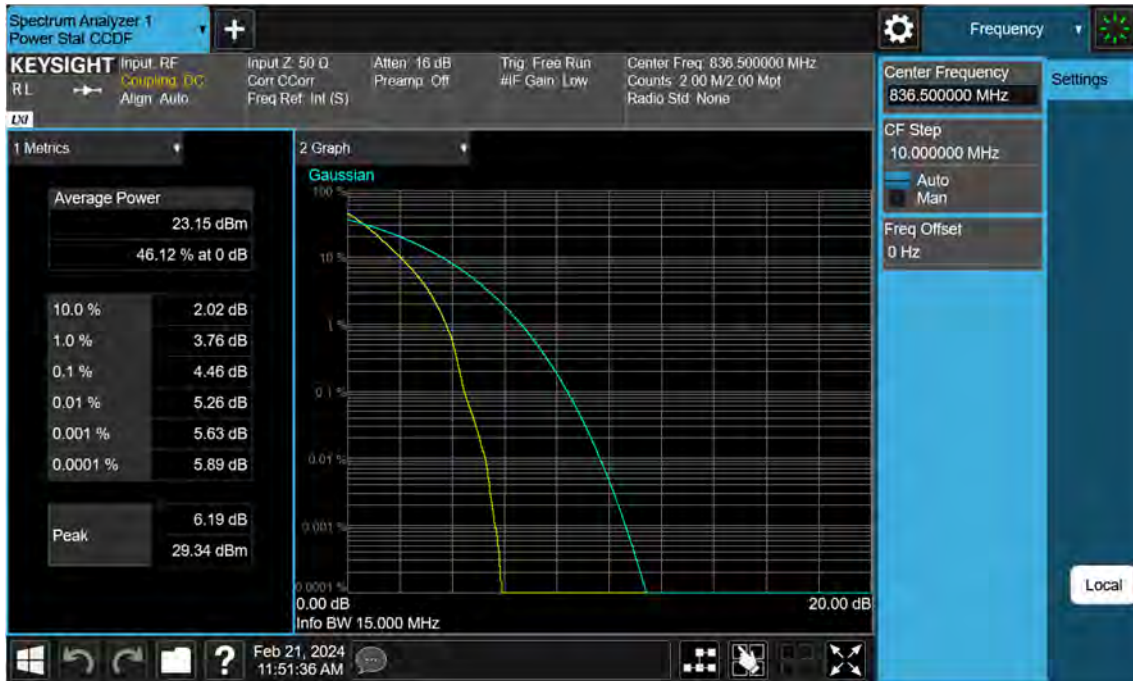 Spectrum Analyzer 1
Power Stat CCDF
+
Frequency
KEYSIGHT
RL
LXI
Input: RF
Coupling: DC
Align: Auto
Input Z: 50 Ω
Corr CCorr
Freq Ref: Int (S)
Atten: 16 dB
Preamp: Off
Trig: Free Run
#IF Gain: Low
Center Freq: 836.500000 MHz
Counts: 2.00 M/2.00 Mpt
Radio Std: None
Center Frequency
836.500000 MHz
Settings
CF Step
10.000000 MHz
Auto
Man
Freq Offset
0 Hz
Local
1 Metrics
Average Power
23.15 dBm
46.12 % at 0 dB
10.0 % 2.02 dB
1.0 % 3.76 dB
0.1 % 4.46 dB
0.01 % 5.26 dB
0.001 % 5.63 dB
0.0001 % 5.89 dB
Peak
6.19 dB
29.34 dBm
2 Graph
Gaussian
100 %
10 %
1 %
0.1 %
0.01 %
0.001 %
0.0001 %
0.00 dB
20.00 dB
Info BW 15.000 MHz
?
Feb 21, 2024
11:51:36 AM